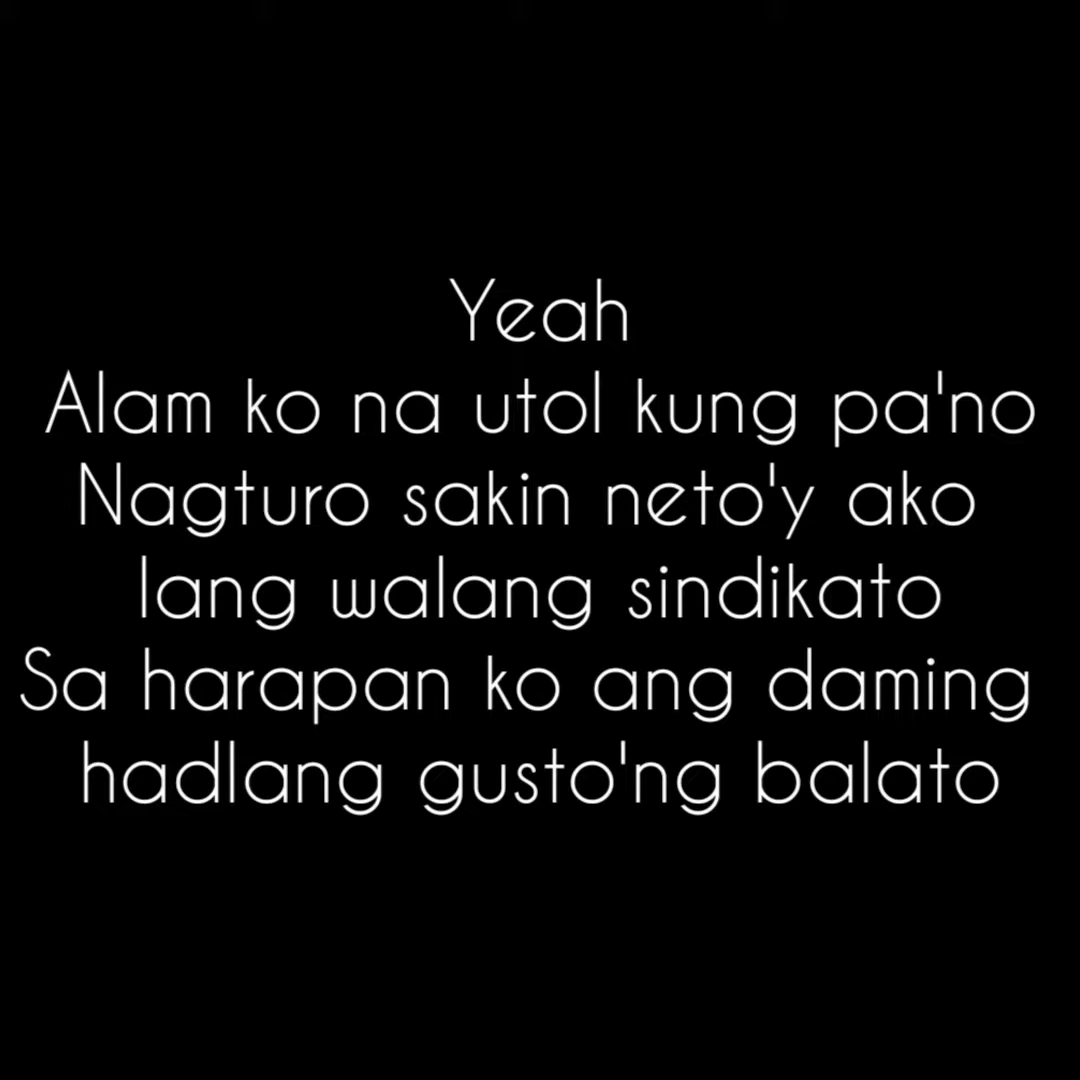 Yeah
Alam ko na utol kung pa'no
Nagturo sakin neto'y ako
lang walang sindikato
Sa harapan ko ang daming
hadlang gusto'ng balato